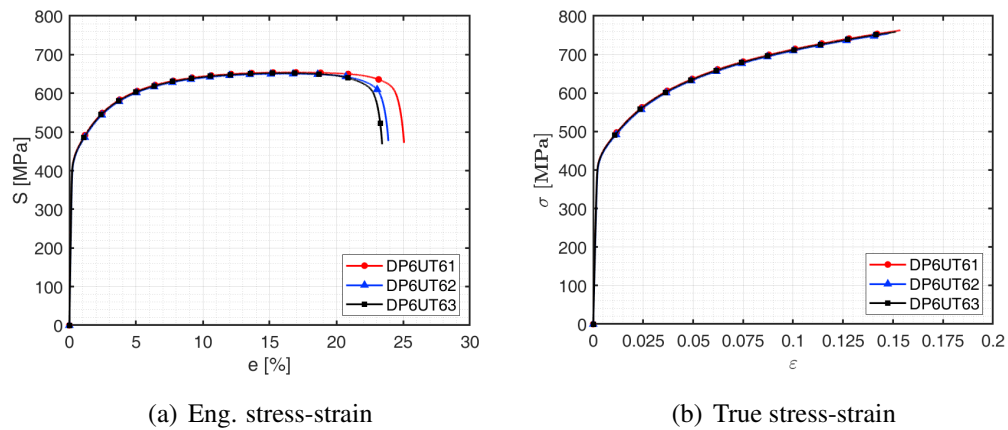 800
700
600
500
400
300
200
100
0
S [MPa]
0 5 10 15 20 25 30
e [%]
DP6UT61
DP6UT62
DP6UT63
(a) Eng. stress-strain
800
700
600
500
400
300
200
100
0
σ [MPa]
0 0.025 0.05 0.075 0.1 0.125 0.15 0.175 0.2
ε
DP6UT61
DP6UT62
DP6UT63
(b) True stress-strain